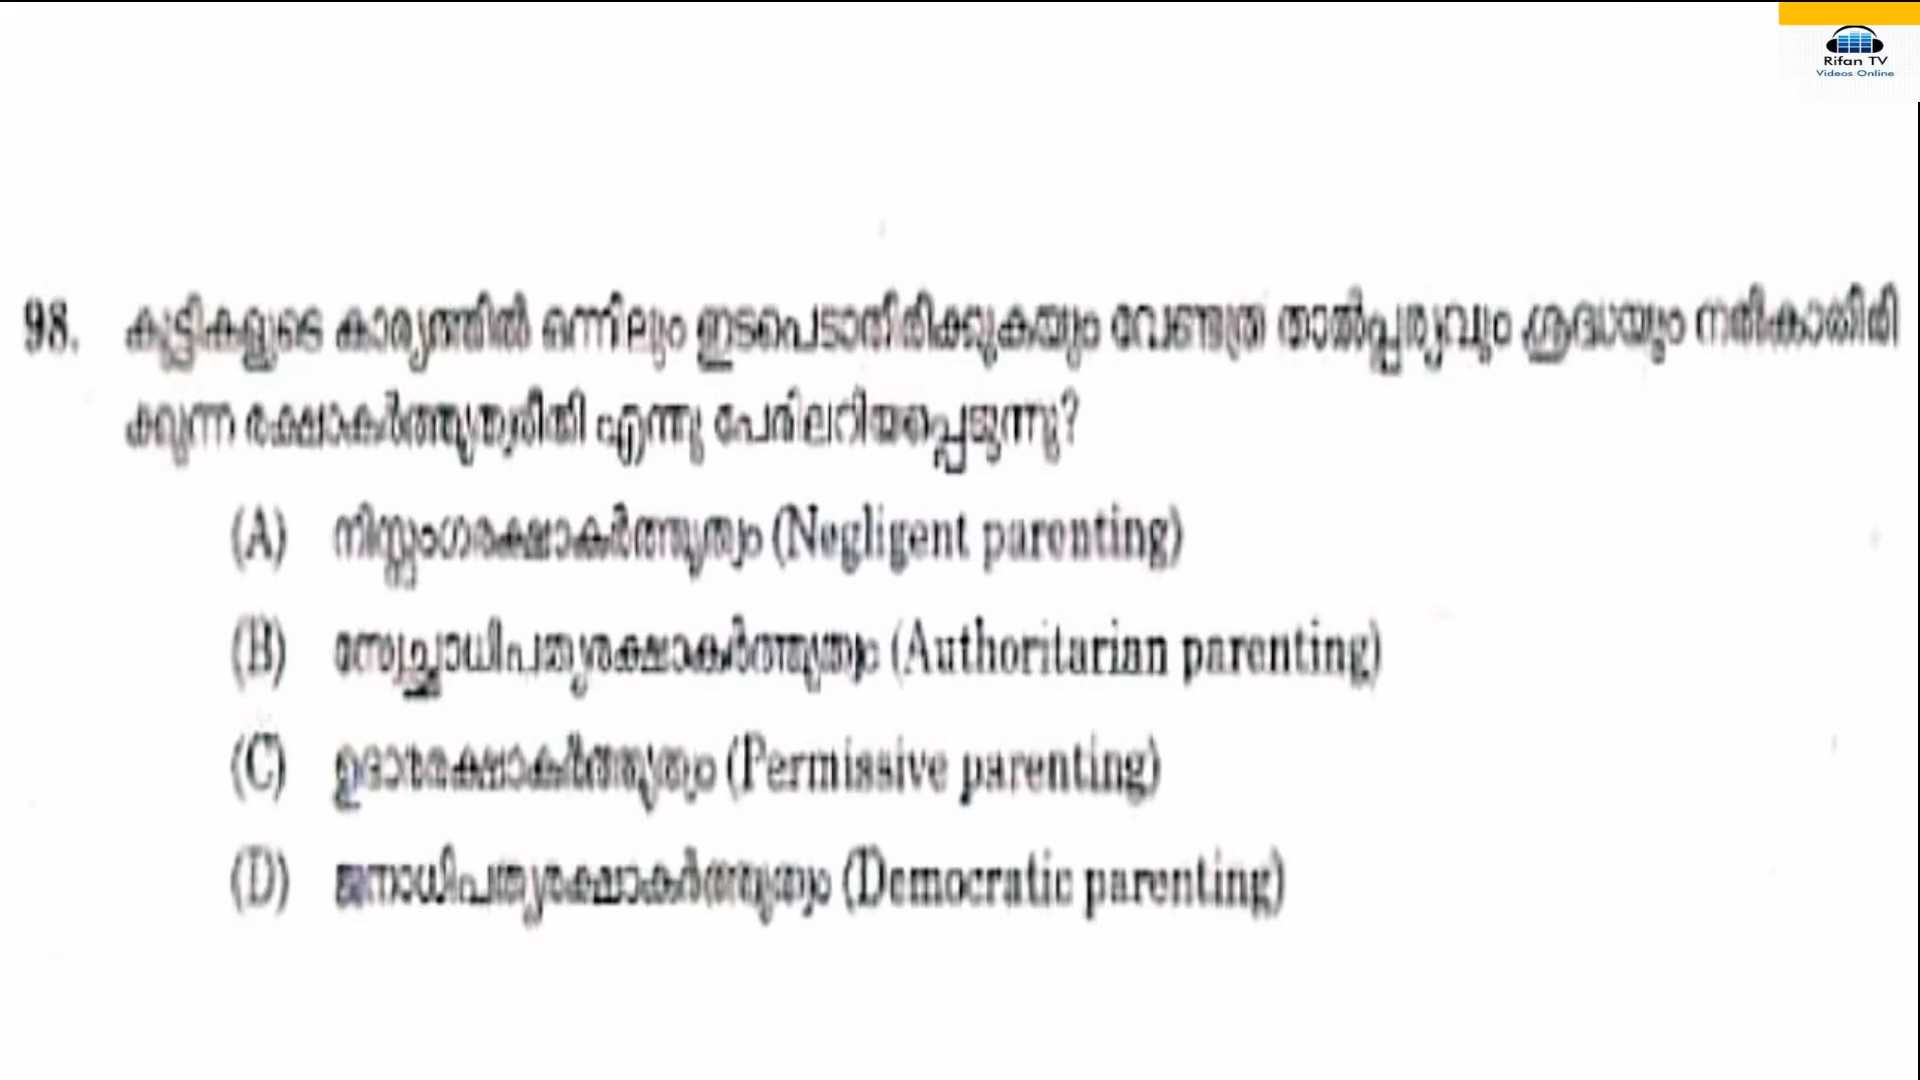 Rifan TV
Videos Online
98. കുട്ടികളുടെ കാര്യത്തിൽ ഒന്നിലും ഇടപെടാതിരിക്കുകയും വേണ്ടത്ര താൽപ്പര്യവും ശ്രദ്ധയും നൽകാതിരി
ക്കുന്ന രക്ഷാകർത്തൃത്വരീതി എന്തു പേരിലറിയപ്പെടുന്നു?
(A) നിസ്സംഗരക്ഷാകർത്തൃത്വം (Negligent parenting)
(B) സ്വേച്ഛാധിപത്യരക്ഷാകർത്തൃത്വം (Authoritarian parenting)
(C) ഉദാരരക്ഷാകർത്തൃത്വം (Permissive parenting)
(D) ജനാധിപത്യരക്ഷാകർത്തൃത്വം (Democratic parenting)